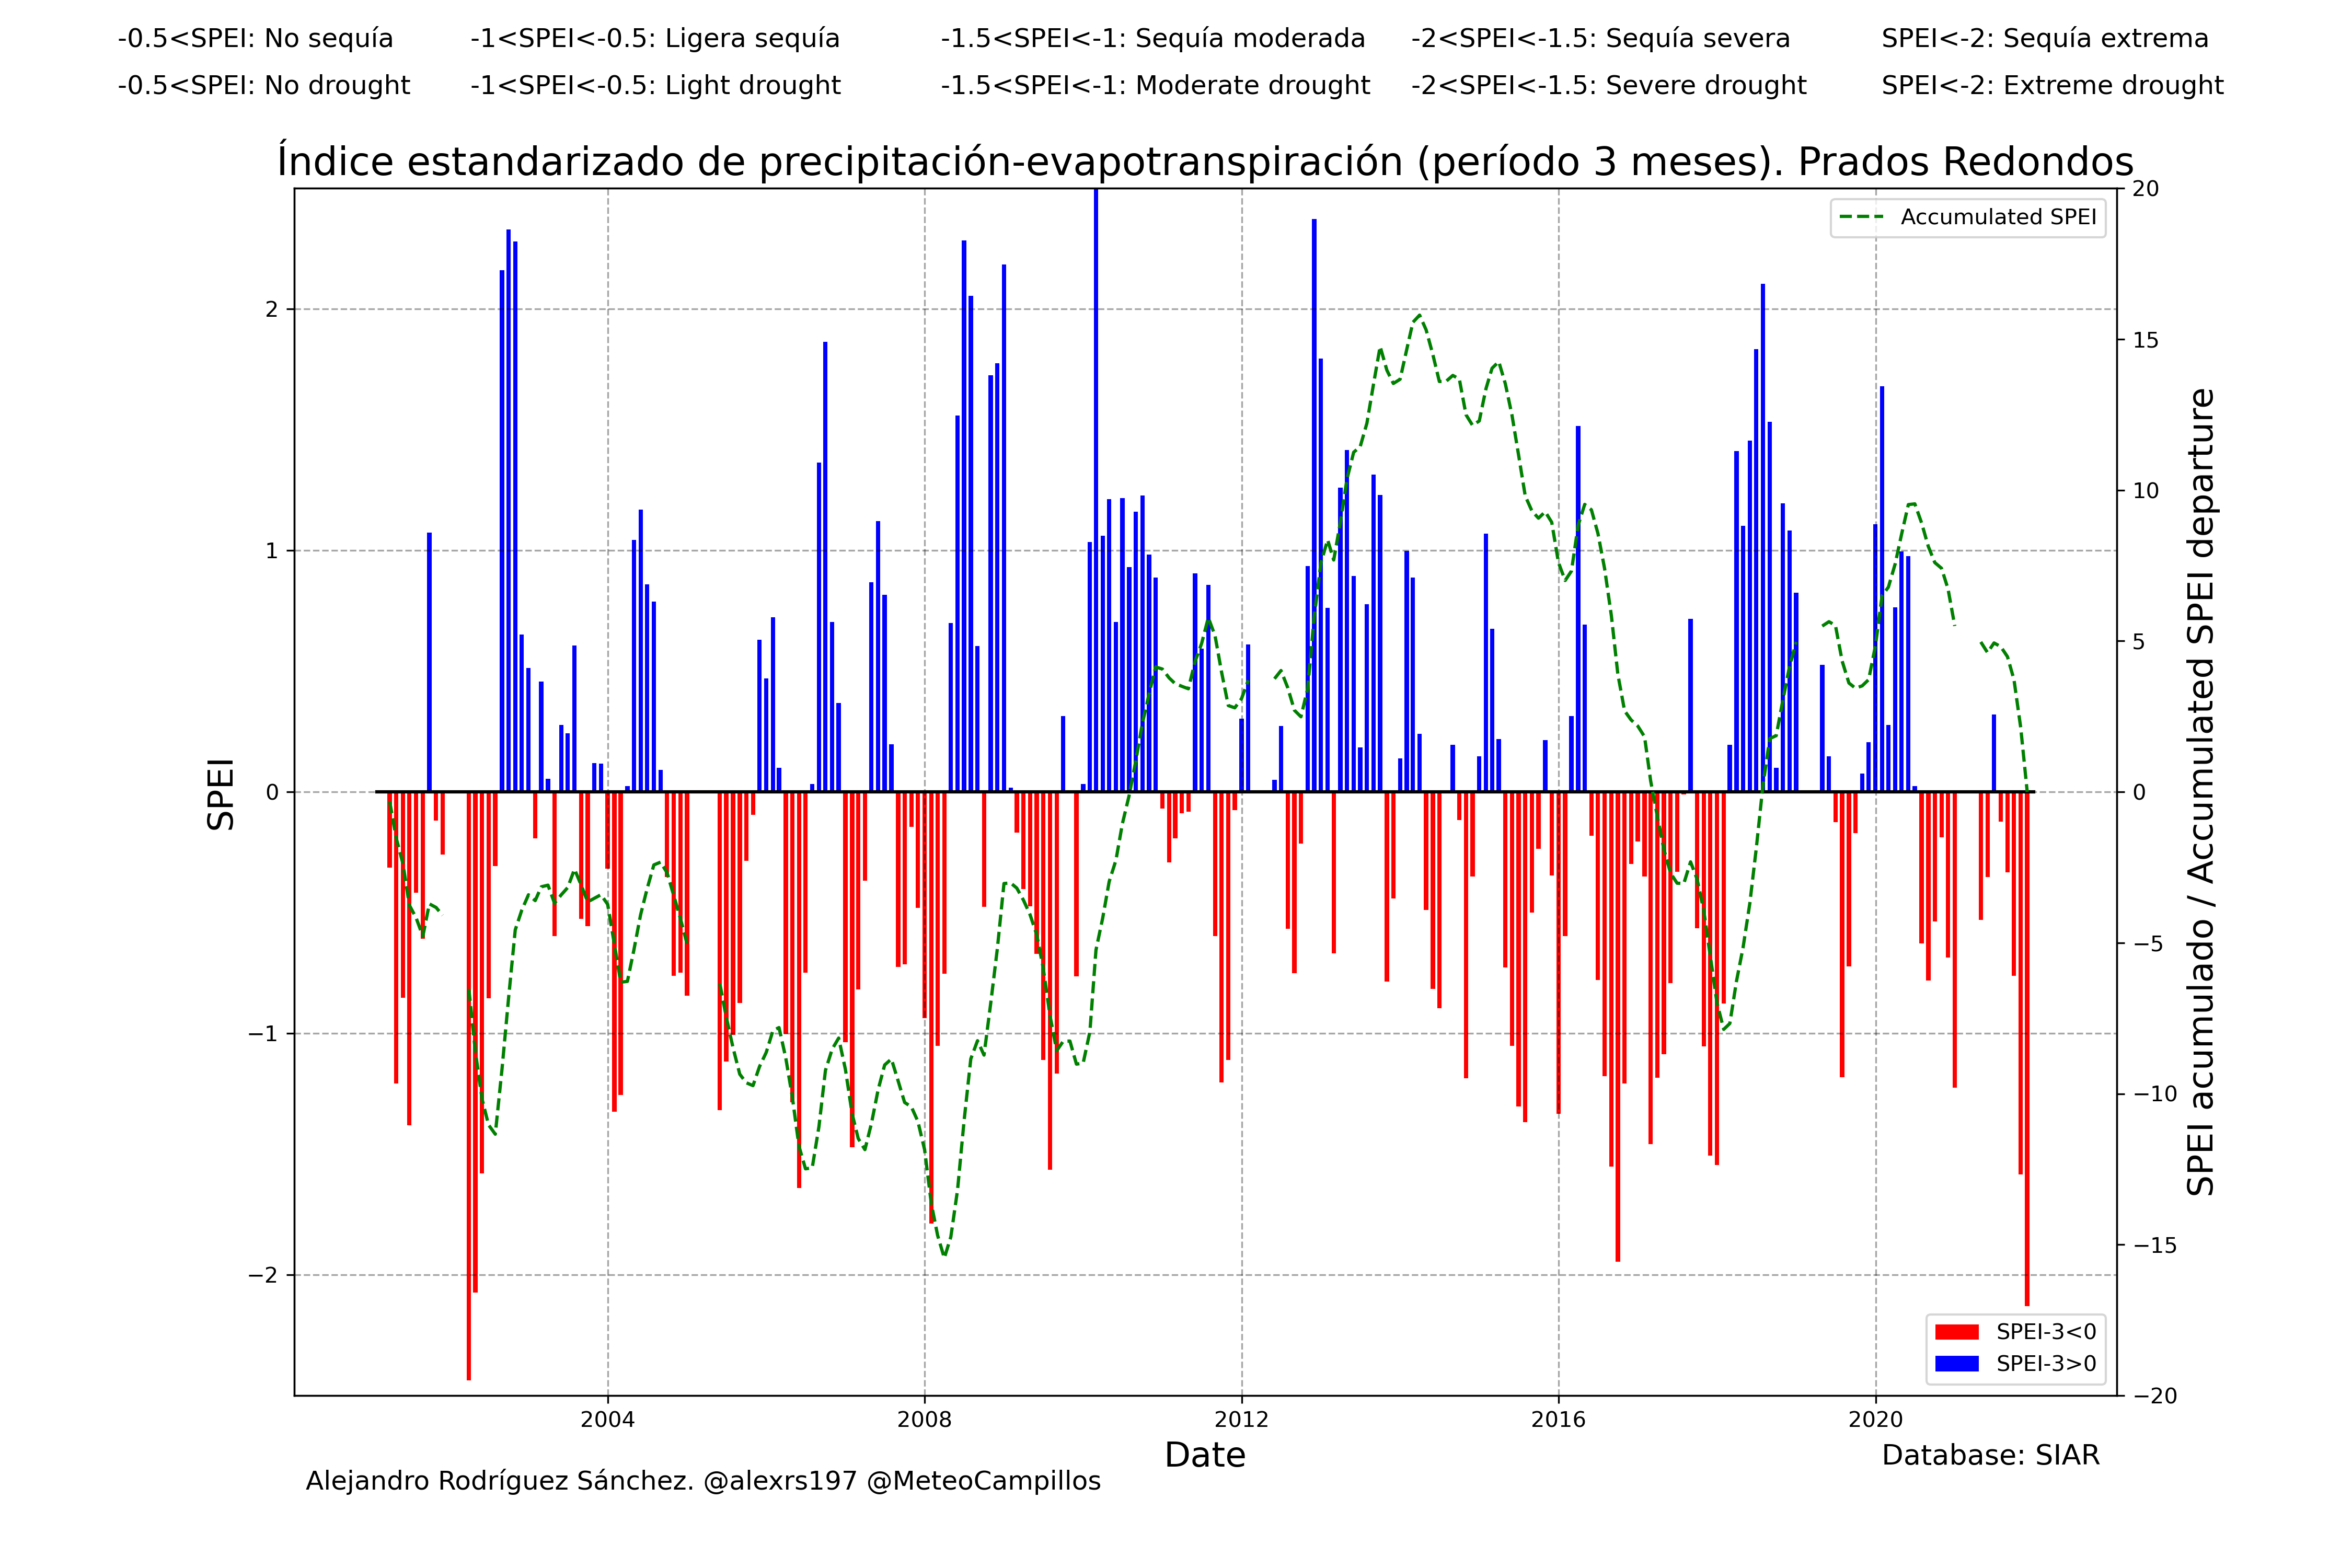 -0.5<SPEI: No sequía -1<SPEI<-0.5: Ligera sequía -1.5<SPEI<-1: Sequía moderada -2<SPEI<-1.5: Sequía severa SPEI<-2: Sequía extrema
-0.5<SPEI: No drought -1<SPEI<-0.5: Light drought -1.5<SPEI<-1: Moderate drought -2<SPEI<-1.5: Severe drought SPEI<-2: Extreme drought
Índice estandarizado de precipitación-evapotranspiración (período 3 meses). Prados Redondos
SPEI
2
1
0
−1
−2
Accumulated SPEI
20
15
10
5
0
−5
−10
−15
−20
SPEI acumulado / Accumulated SPEI departure
SPEI-3<0
SPEI-3>0
2004 2008 2012 2016 2020
Date
Database: SIAR
Alejandro Rodríguez Sánchez. @alexrs197 @MeteoCampillos